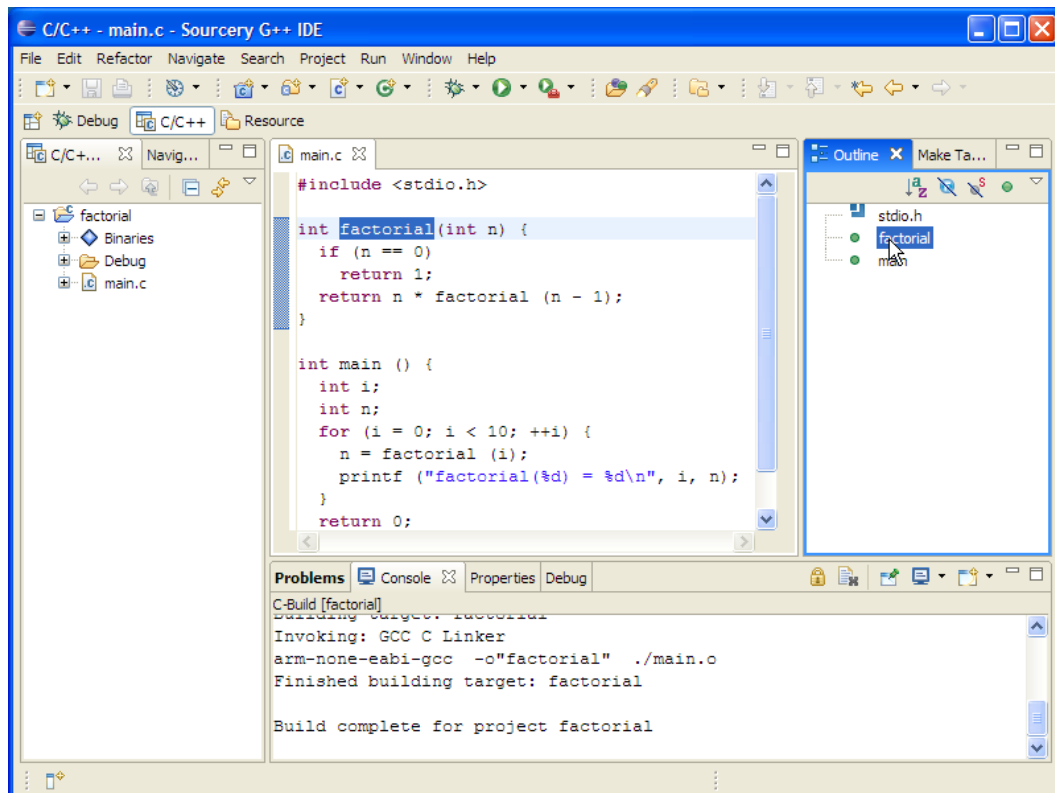 C/C++ - main.c - Sourcery G++ IDE
File Edit Refactor Navigate Search Project Run Window Help
Debug C/C++ Resource
C/C+... Navig...
main.c
Outline Make Ta...
factorial
Binaries
Debug
main.c
#include <stdio.h>
int factorial(int n) {
  if (n == 0)
    return 1;
  return n * factorial (n - 1);
}
int main () {
  int i;
  int n;
  for (i = 0; i < 10; ++i) {
    n = factorial (i);
    printf ("factorial(%d) = %d\n", i, n);
  }
  return 0;
stdio.h
factorial
main
Problems Console Properties Debug
C-Build [factorial]
Building target: factorial
Invoking: GCC C Linker
arm-none-eabi-gcc  -o"factorial"  ./main.o
Finished building target: factorial
Build complete for project factorial